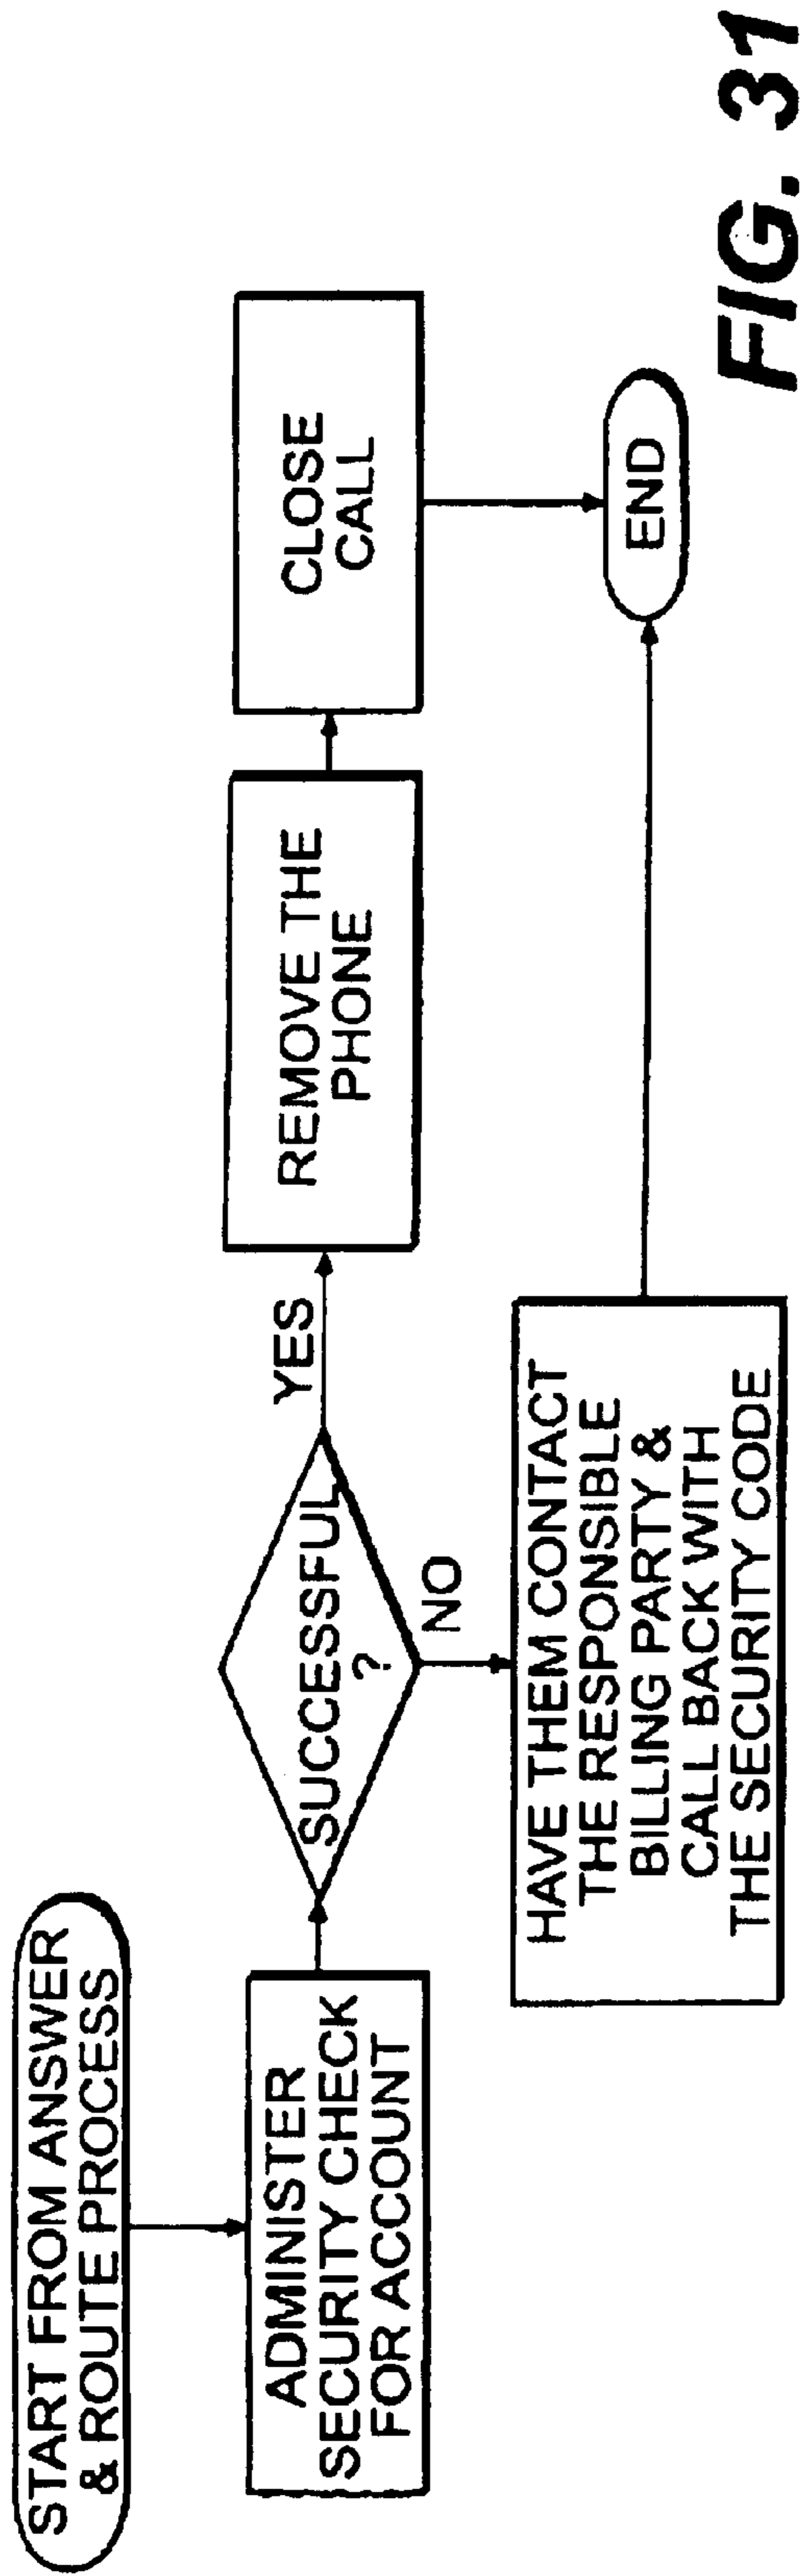 START FROM ANSWER
& ROUTE PROCESS
ADMINISTER
SECURITY CHECK
FOR ACCOUNT
SUCCESSFUL
?
YES
REMOVE THE
PHONE
CLOSE
CALL
NO
HAVE THEM CONTACT
THE RESPONSIBLE
BILLING PARTY &
CALL BACK WITH
THE SECURITY CODE
END
FIG. 31